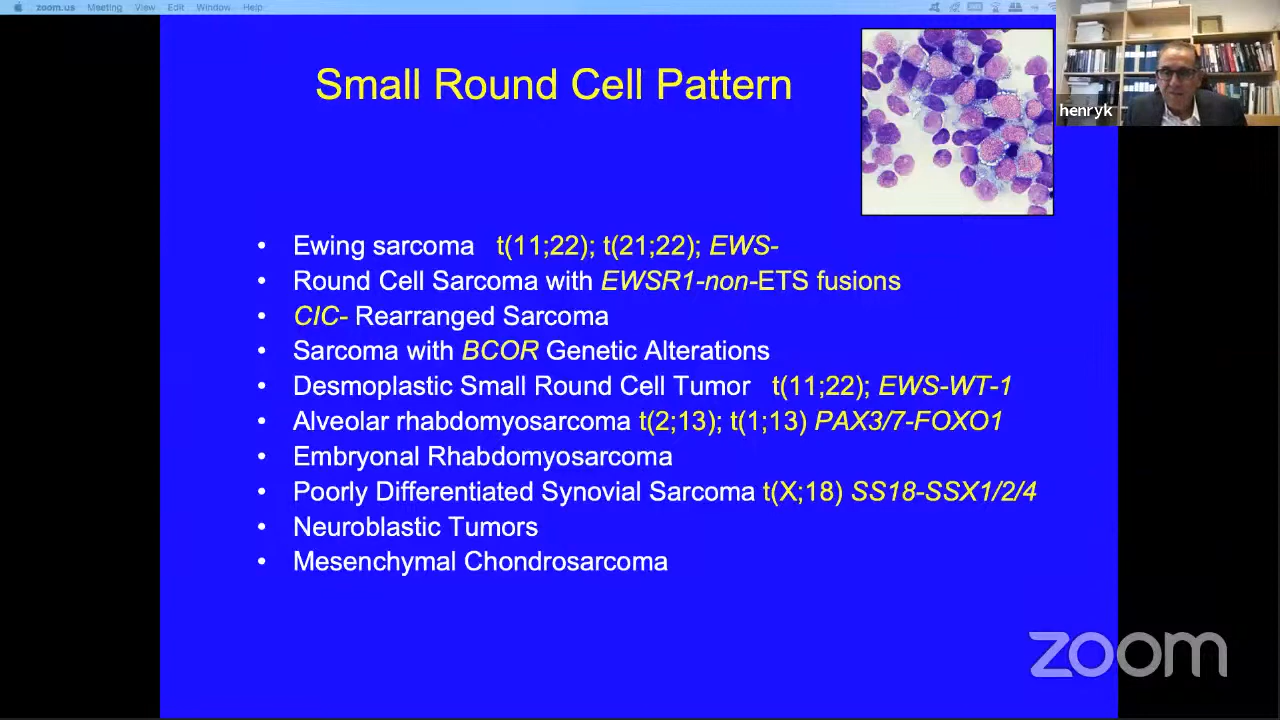 zoom.us Meeting View Edit Window Help
Small Round Cell Pattern
henryk
• Ewing sarcoma t(11;22); t(21;22); EWS-
• Round Cell Sarcoma with EWSR1-non-ETS fusions
• CIC- Rearranged Sarcoma
• Sarcoma with BCOR Genetic Alterations
• Desmoplastic Small Round Cell Tumor t(11;22); EWS-WT-1
• Alveolar rhabdomyosarcoma t(2;13); t(1;13) PAX3/7-FOXO1
• Embryonal Rhabdomyosarcoma
• Poorly Differentiated Synovial Sarcoma t(X;18) SS18-SSX1/2/4
• Neuroblastic Tumors
• Mesenchymal Chondrosarcoma
zoom